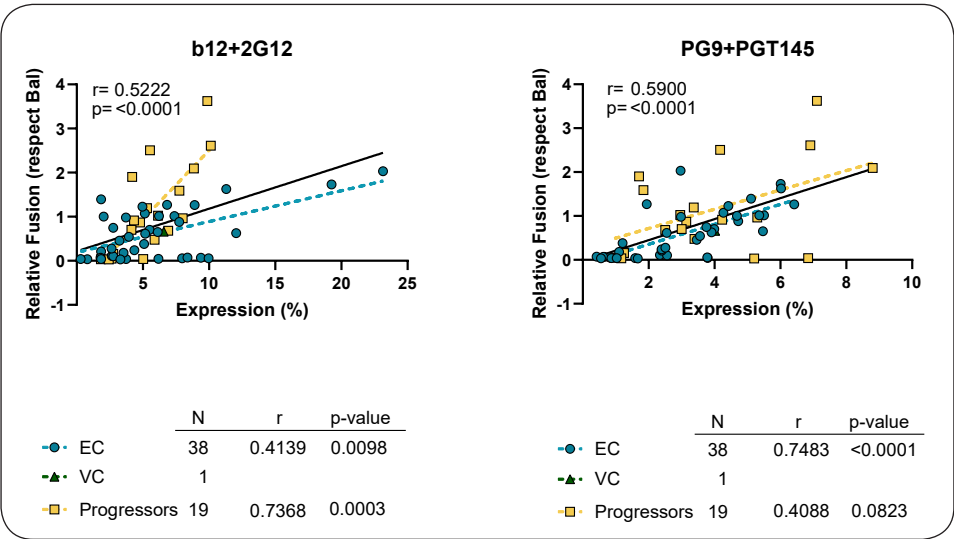 b12+2G12
Relative Fusion (respect Bal)
r= 0.5222
p= <0.0001
4
3
2
1
0
-1
5
10
15
20
25
Expression (%)
N r p-value
EC 38 0.4139 0.0098
VC 1
Progressors 19 0.7368 0.0003
PG9+PGT145
Relative Fusion (respect Bal)
r= 0.5900
p= <0.0001
4
3
2
1
0
-1
2
4
6
8
10
Expression (%)
N r p-value
EC 38 0.7483 <0.0001
VC 1
Progressors 19 0.4088 0.0823